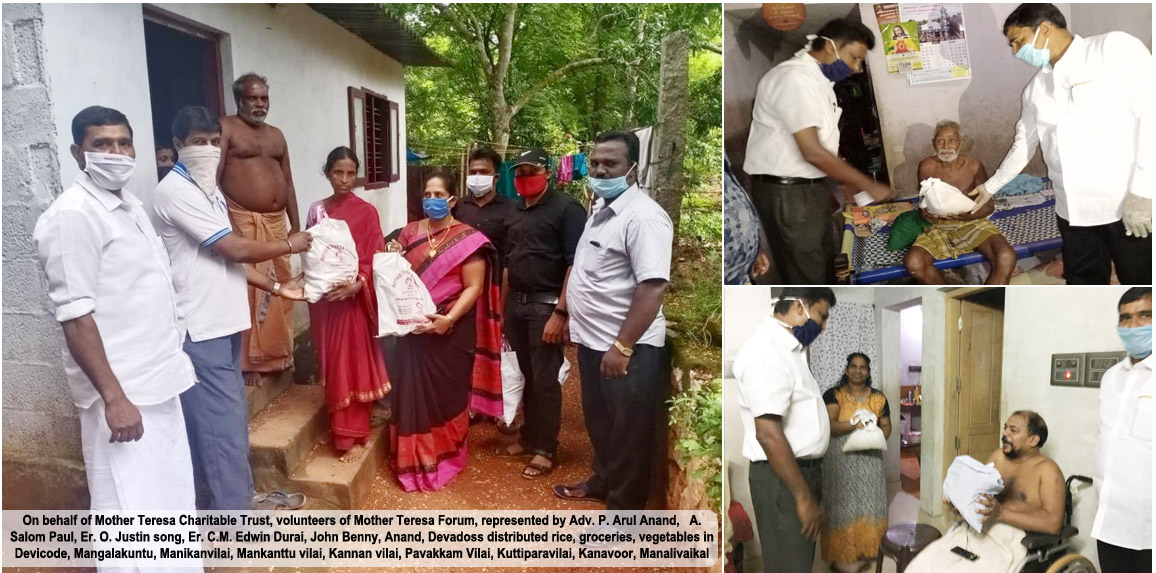 On behalf of Mother Teresa Charitable Trust, volunteers of Mother Teresa Forum, represented by Adv. P. Arul Anand, A.
Salom Paul, Er. O. Justin song, Er. C.M. Edwin Durai, John Benny, Anand, Devadoss distributed rice, groceries, vegetables in
Devicode, Mangalakuntu, Manikanvilai, Mankanttu vilai, Kannan vilai, Pavakkam Vilai, Kuttiparavilai, Kanavoor, Manalivaikal